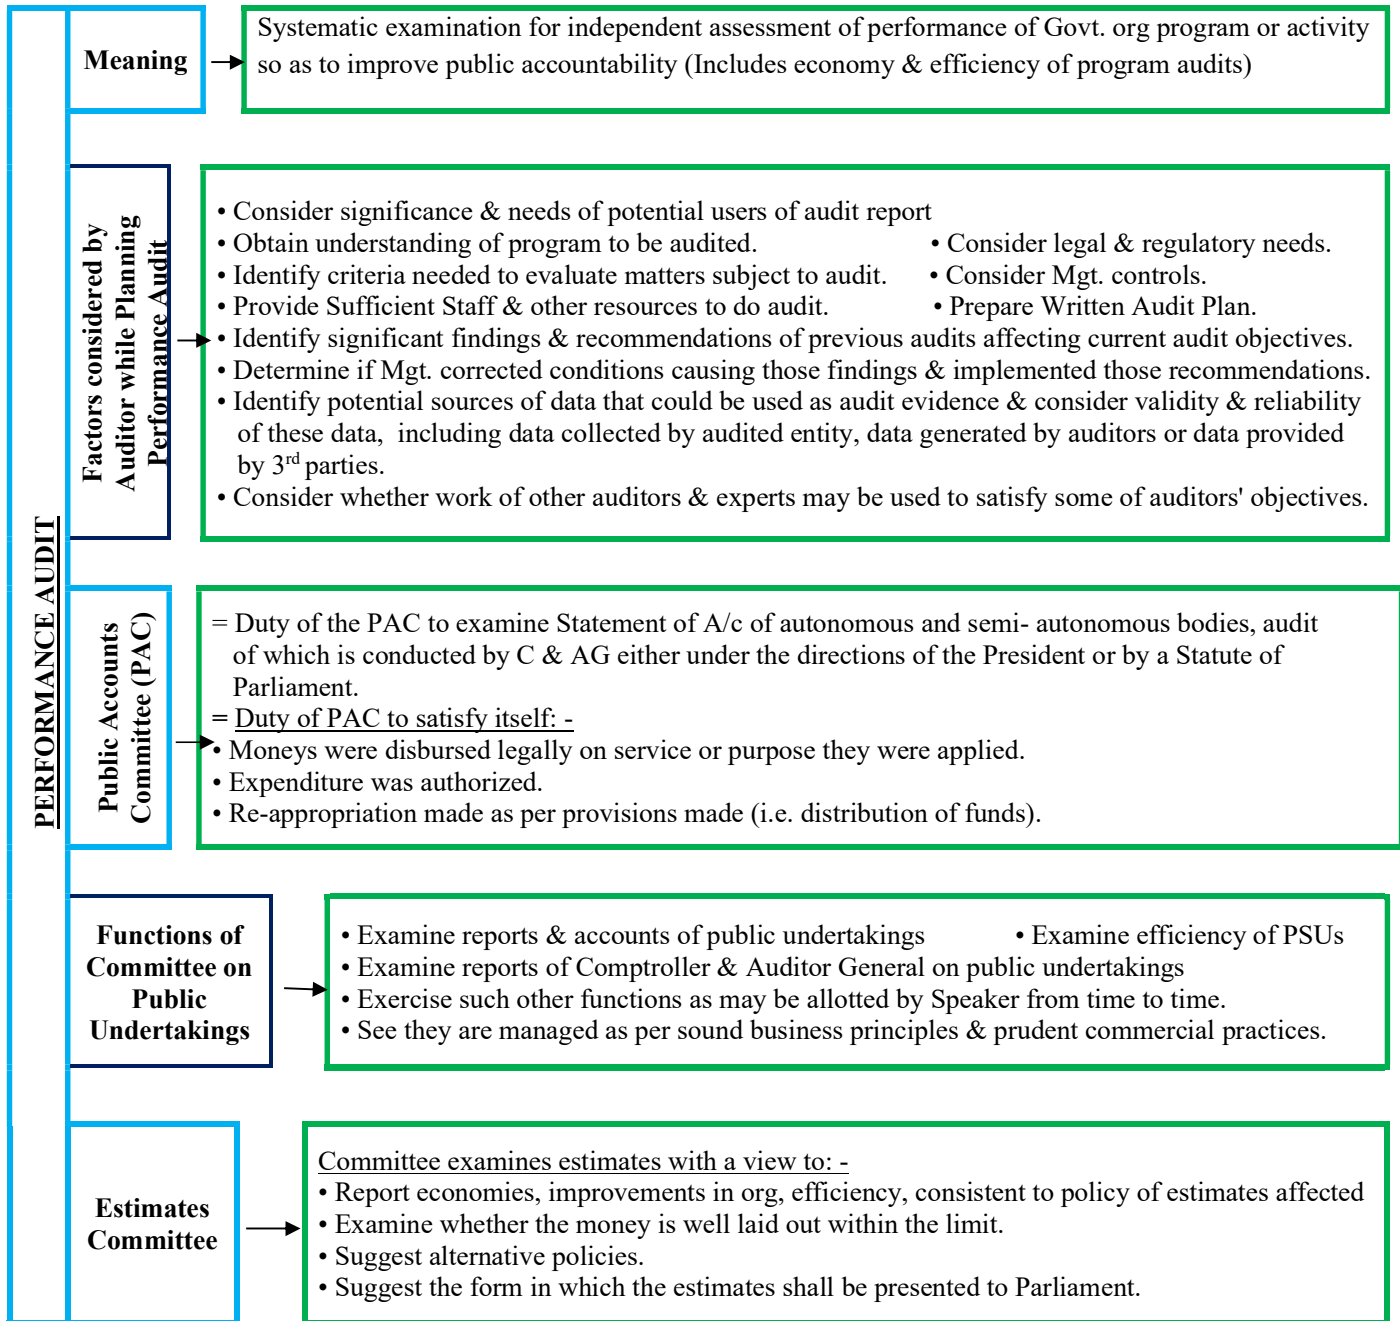 PERFORMANCE AUDIT
Meaning
Systematic examination for independent assessment of performance of Govt. org program or activity
so as to improve public accountability (Includes economy & efficiency of program audits)
Factors considered by
Auditor while Planning
Performance Audit
• Consider significance & needs of potential users of audit report
• Obtain understanding of program to be audited. • Consider legal & regulatory needs.
• Identify criteria needed to evaluate matters subject to audit. • Consider Mgt. controls.
• Provide Sufficient Staff & other resources to do audit. • Prepare Written Audit Plan.
• Identify significant findings & recommendations of previous audits affecting current audit objectives.
• Determine if Mgt. corrected conditions causing those findings & implemented those recommendations.
• Identify potential sources of data that could be used as audit evidence & consider validity & reliability
of these data, including data collected by audited entity, data generated by auditors or data provided
by 3rd parties.
• Consider whether work of other auditors & experts may be used to satisfy some of auditors' objectives.
Public Accounts
Committee (PAC)
= Duty of the PAC to examine Statement of A/c of autonomous and semi- autonomous bodies, audit
of which is conducted by C & AG either under the directions of the President or by a Statute of
Parliament.
= Duty of PAC to satisfy itself: -
• Moneys were disbursed legally on service or purpose they were applied.
• Expenditure was authorized.
• Re-appropriation made as per provisions made (i.e. distribution of funds).
Functions of
Committee on
Public
Undertakings
• Examine reports & accounts of public undertakings • Examine efficiency of PSUs
• Examine reports of Comptroller & Auditor General on public undertakings
• Exercise such other functions as may be allotted by Speaker from time to time.
• See they are managed as per sound business principles & prudent commercial practices.
Estimates
Committee
Committee examines estimates with a view to: -
• Report economies, improvements in org, efficiency, consistent to policy of estimates affected
• Examine whether the money is well laid out within the limit.
• Suggest alternative policies.
• Suggest the form in which the estimates shall be presented to Parliament.